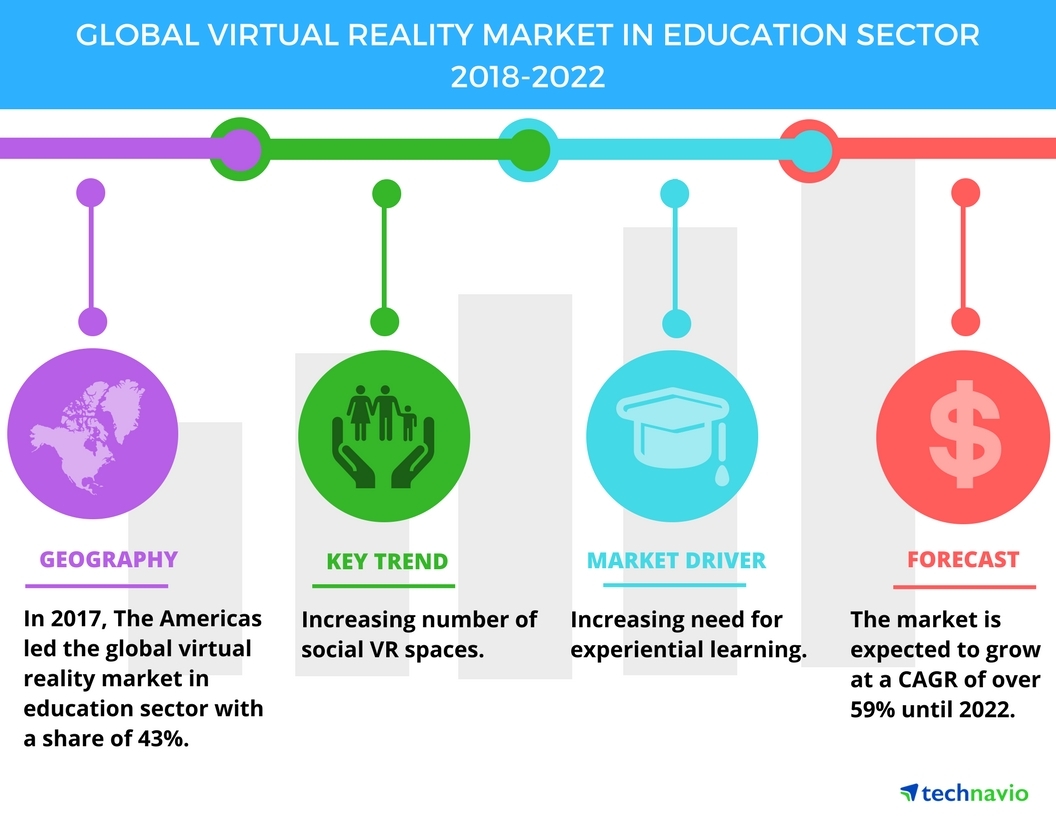 GLOBAL VIRTUAL REALITY MARKET IN EDUCATION SECTOR
2018-2022
GEOGRAPHY
In 2017, The Americas
led the global virtual
reality market in
education sector with
a share of 43%.
KEY TREND
Increasing number of
social VR spaces.
MARKET DRIVER
Increasing need for
experiential learning.
FORECAST
The market is
expected to grow
at a CAGR of over
59% until 2022.
$
technavio